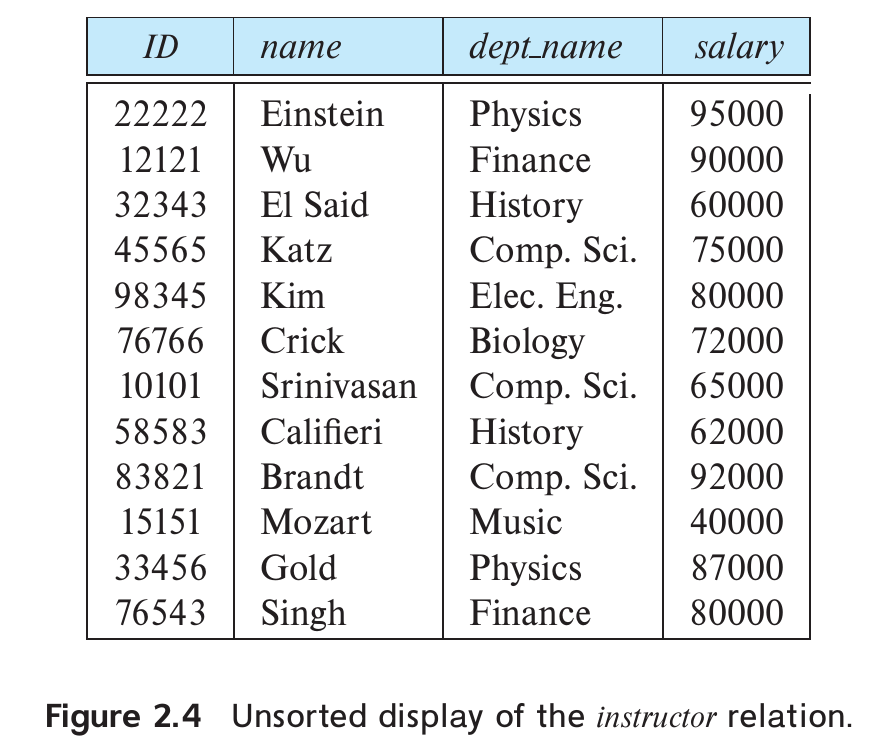 ID name dept_name salary
22222 Einstein Physics 95000
12121 Wu Finance 90000
32343 El Said History 60000
45565 Katz Comp. Sci. 75000
98345 Kim Elec. Eng. 80000
76766 Crick Biology 72000
10101 Srinivasan Comp. Sci. 65000
58583 Califieri History 62000
83821 Brandt Comp. Sci. 92000
15151 Mozart Music 40000
33456 Gold Physics 87000
76543 Singh Finance 80000
Figure 2.4 Unsorted display of the instructor relation.